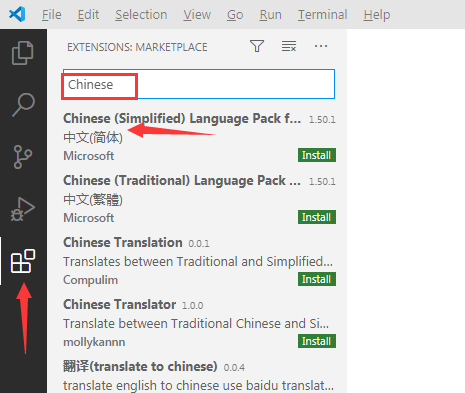 File Edit Selection View Go Run Terminal Help
EXTENSIONS: MARKETPLACE
Chinese
Chinese (Simplified) Language Pack f... 1.50.1
中文(简体)
Microsoft Install
Chinese (Traditional) Language Pack ... 1.50.1
中文(繁體)
Microsoft Install
Chinese Translation 0.0.1
Translates between Traditional and Simplified...
Compulim Install
Chinese Translator 1.0.0
Translate between Traditional Chinese and Si...
mollykannn Install
翻译(translate to chinese) 0.0.4
translate english to chinese use baidu translat...